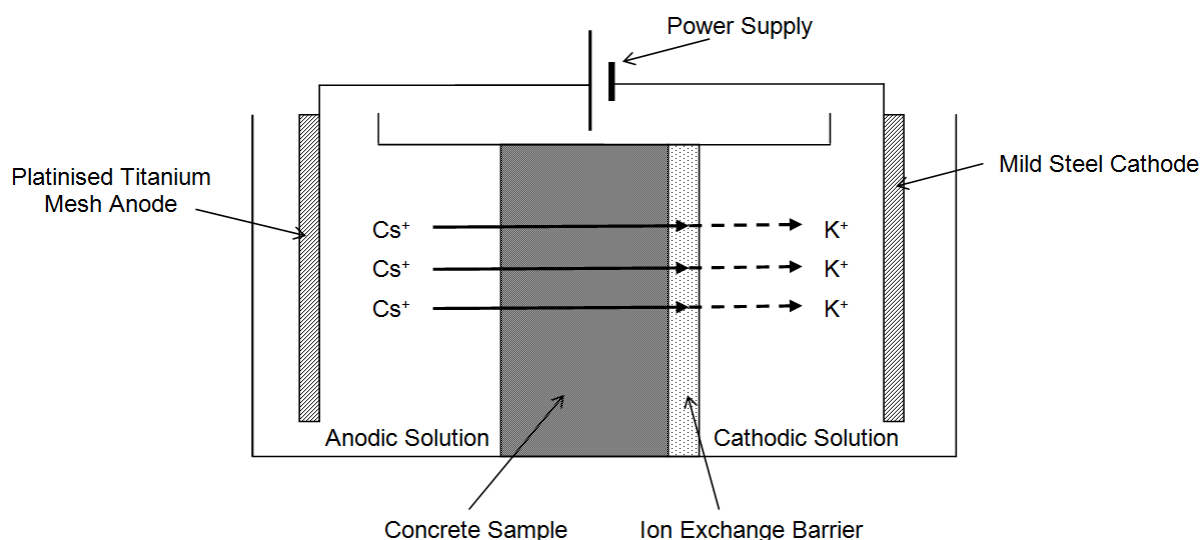 Power Supply
Platinised Titanium
Mesh Anode
Mild Steel Cathode
Cs⁺
K⁺
Cs⁺
K⁺
Cs⁺
K⁺
Anodic Solution
Cathodic Solution
Concrete Sample
Ion Exchange Barrier